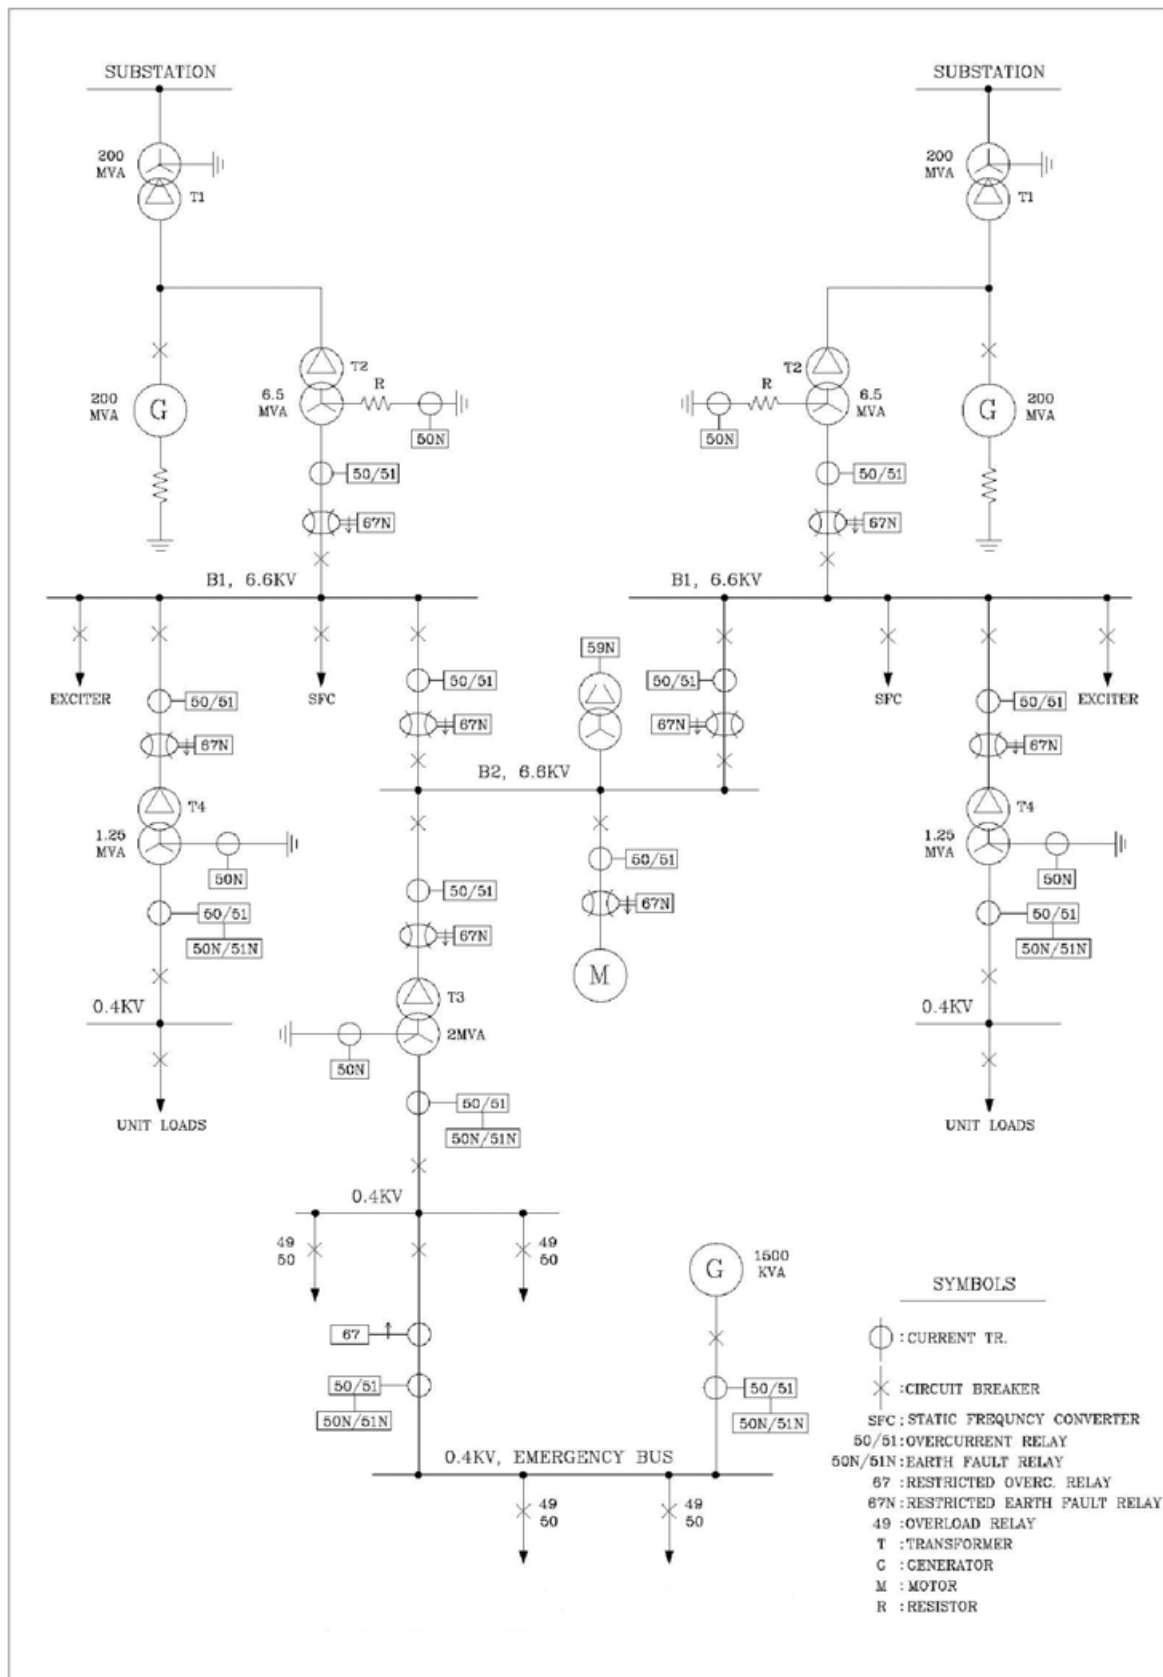 SUBSTATION
SUBSTATION
200
MVA
T1
200
MVA
T1
T2
R
6.5
MVA
50N
200
MVA
G
50/51
67N
T2
R
6.5
MVA
50N
G
200
MVA
50/51
67N
B1, 6.6KV
B1, 6.6KV
EXCITER
50/51
SFC
50/51
59N
50/51
SFC
50/51
EXCITER
67N
67N
67N
67N
B2, 6.6KV
T4
1.25
MVA
50N
50/51
50N/51N
50/51
67N
50/51
67N
M
T4
1.25
MVA
50N
50/51
50N/51N
0.4KV
UNIT LOADS
T3
2MVA
50N
50/51
50N/51N
0.4KV
UNIT LOADS
0.4KV
49
50
49
50
G
1500
KVA
67
50/51
50N/51N
50/51
50N/51N
0.4KV, EMERGENCY BUS
49
50
49
50
SYMBOLS
:CURRENT TR.
:CIRCUIT BREAKER
SFC:STATIC FREQUNCY CONVERTER
50/51:OVERCURRENT RELAY
50N/51N:EARTH FAULT RELAY
67 :RESTRICTED OVERC. RELAY
67N:RESTRICTED EARTH FAULT RELAY
49 :OVERLOAD RELAY
T :TRANSFORMER
G :GENERATOR
M :MOTOR
R :RESISTOR